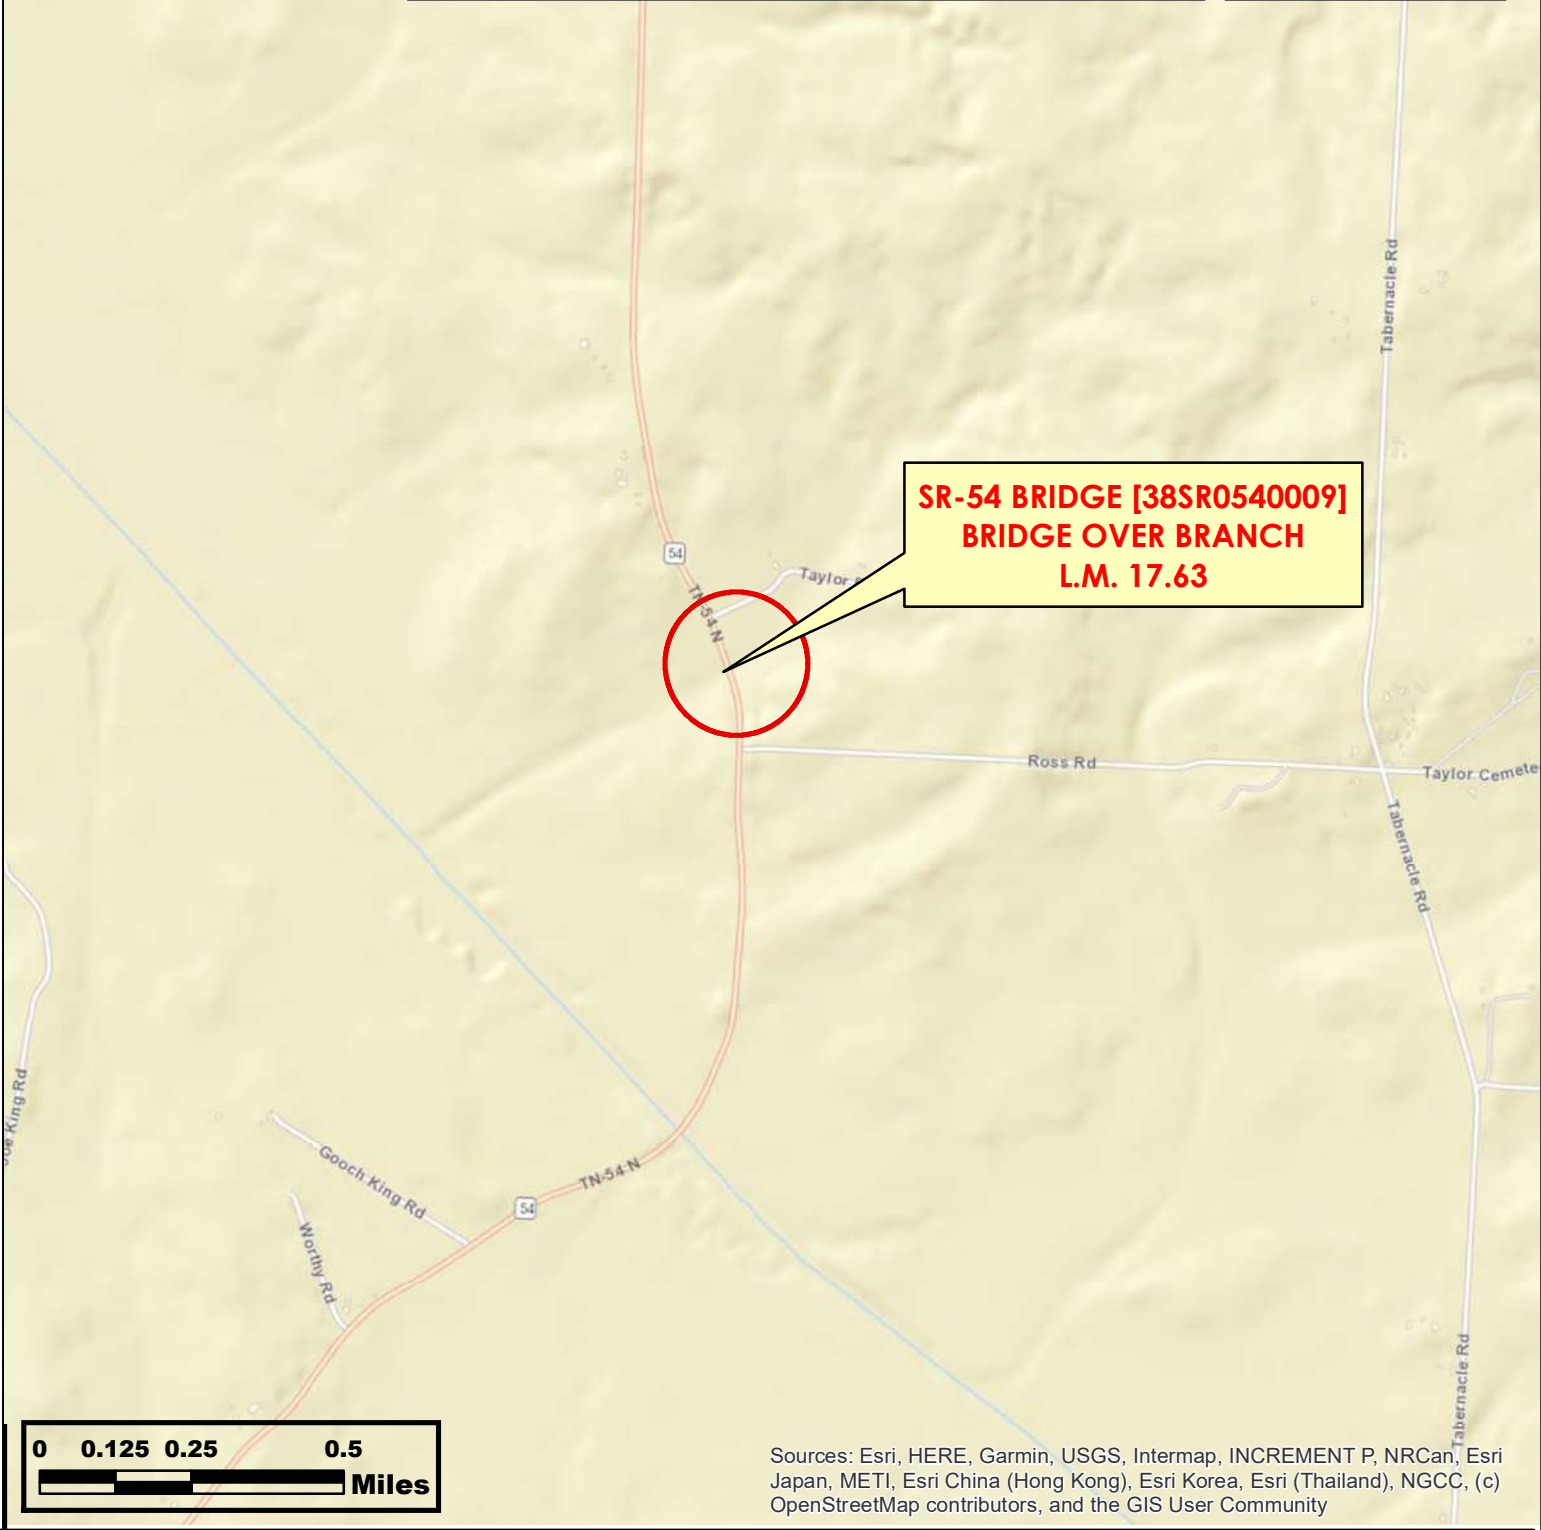 Tabernacle Rd
SR-54 BRIDGE [38SR0540009]
BRIDGE OVER BRANCH
L.M. 17.63
54
Taylor
TN-54 N
Ross Rd
Taylor Cemete
Tabernacle Rd
King Rd
Gooch King Rd
TN-54 N
54
Worthy Rd
Tabernacle Rd
0 0.125 0.25 0.5
Miles
Sources: Esri, HERE, Garmin, USGS, Intermap, INCREMENT P, NRCan, Esri
Japan, METI, Esri China (Hong Kong), Esri Korea, Esri (Thailand), NGCC, (c)
OpenStreetMap contributors, and the GIS User Community